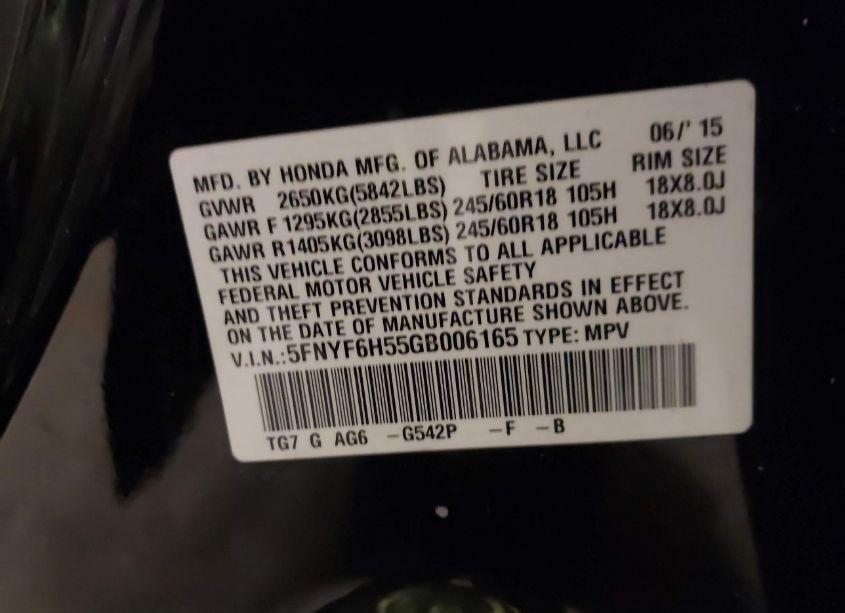 MFD. BY HONDA MFG. OF ALABAMA, LLC 06/' 15
GVWR 2650KG(5842LBS) TIRE SIZE RIM SIZE
GAWR F 1295KG(2855LBS) 245/60R18 105H 18X8.0J
GAWR R1405KG(3098LBS) 245/60R18 105H 18X8.0J
THIS VEHICLE CONFORMS TO ALL APPLICABLE
FEDERAL MOTOR VEHICLE SAFETY
AND THEFT PREVENTION STANDARDS IN EFFECT
ON THE DATE OF MANUFACTURE SHOWN ABOVE.
V.I.N.:5FNYF6H55GB006165 TYPE: MPV
TG7 G AG6 -G542P -F -B